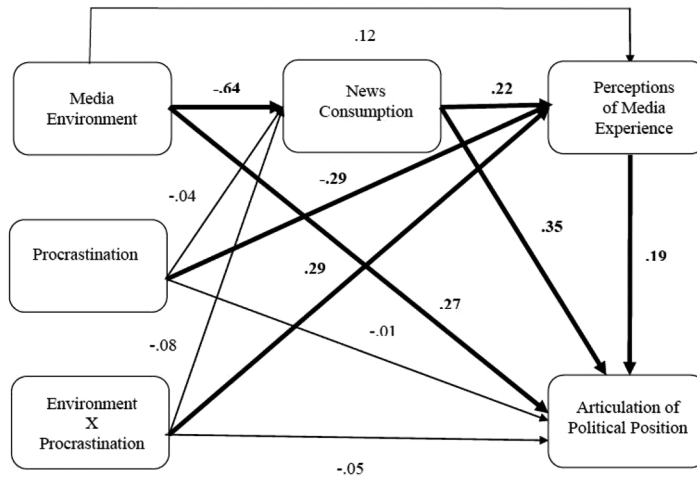 .12
Media
Environment
-.64
News
Consumption
.22
Perceptions
of Media
Experience
-.04
-.29
Procrastination
.29
.35
.19
.27
-.01
-.08
Environment
X
Procrastination
Articulation of
Political Position
-.05